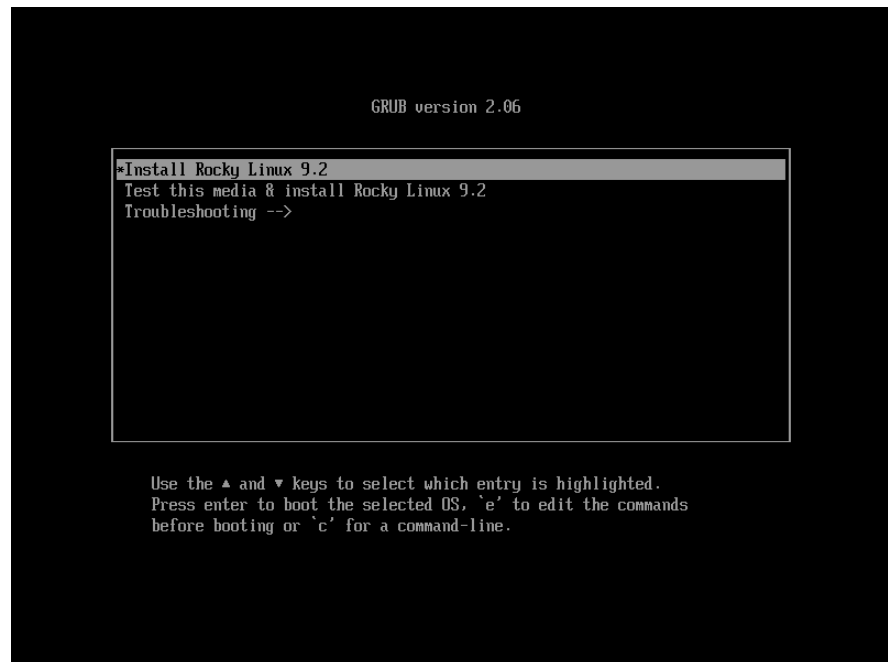 GRUB version 2.06
*Install Rocky Linux 9.2
Test this media & install Rocky Linux 9.2
Troubleshooting -->
Use the ▲ and ▼ keys to select which entry is highlighted.
Press enter to boot the selected OS, `e' to edit the commands
before booting or `c' for a command-line.